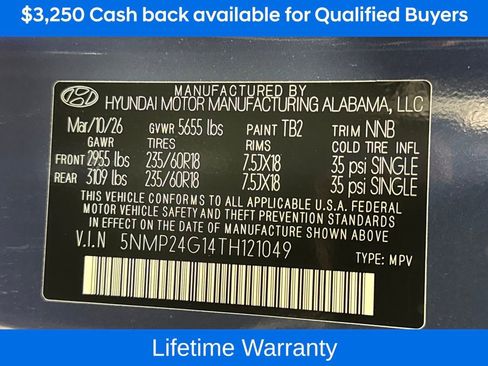 $3,250 Cash back available for Qualified Buyers
MANUFACTURED BY
HYUNDAI MOTOR MANUFACTURING ALABAMA, LLC
Mar/10/26 GVWR 5655 lbs PAINT TB2 TRIM NNB
GAWR TIRES RIMS COLD TIRE INFL
FRONT 2955 lbs 235/60R18 7.5JX18 35 psi SINGLE
REAR 3109 lbs 235/60R18 7.5JX18 35 psi SINGLE
THIS VEHICLE CONFORMS TO ALL APPLICABLE U.S.A. FEDERAL
MOTOR VEHICLE SAFETY AND THEFT PREVENTION STANDARDS
IN EFFECT ON THE DATE OF MANUFACTURE SHOWN ABOVE.
V.I.N 5NMP24G14TH121049
TYPE: MPV
Lifetime Warranty